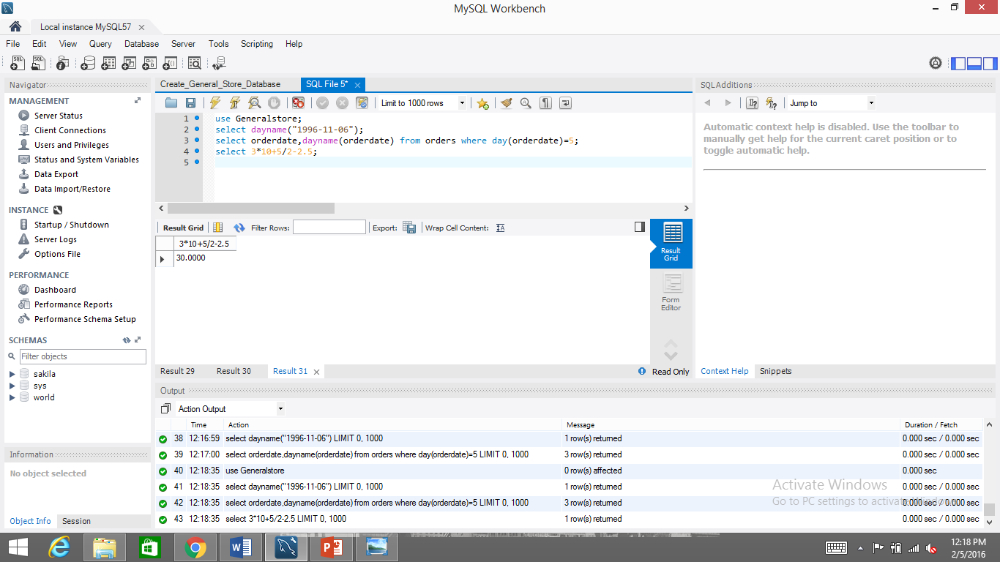 MySQL Workbench
Local instance MySQL57
File Edit View Query Database Server Tools Scripting Help
Navigator
MANAGEMENT
Server Status
Client Connections
Users and Privileges
Status and System Variables
Data Export
Data Import/Restore
INSTANCE
Startup / Shutdown
Server Logs
Options File
PERFORMANCE
Dashboard
Performance Reports
Performance Schema Setup
SCHEMAS
Filter objects
sakila
sys
world
Information
No object selected
Object Info Session
Create_General_Store_Database SQL File 5*
Limit to 1000 rows
1 use Generalstore;
2 select dayname("1996-11-06");
3 select orderdate,dayname(orderdate) from orders where day(orderdate)=5;
4 select 3*10+5/2-2.5;
5
Result Grid Filter Rows: Export: Wrap Cell Content:
3*10+5/2-2.5
30.0000
Result Grid
Form Editor
Result 29 Result 30 Result 31 Read Only
SQLAdditions
Jump to
Automatic context help is disabled. Use the toolbar to
manually get help for the current caret position or to
toggle automatic help.
Context Help Snippets
Output
Action Output
Time Action Message Duration / Fetch
38 12:16:59 select dayname("1996-11-06") LIMIT 0, 1000 1 row(s) returned 0.000 sec / 0.000 sec
39 12:17:00 select orderdate,dayname(orderdate) from orders where day(orderdate)=5 LIMIT 0, 1000 3 row(s) returned 0.000 sec / 0.000 sec
40 12:18:35 use Generalstore 0 row(s) affected 0.000 sec
41 12:18:35 select dayname("1996-11-06") LIMIT 0, 1000 1 row(s) returned 0.000 sec / 0.000 sec
42 12:18:35 select orderdate,dayname(orderdate) from orders where day(orderdate)=5 LIMIT 0, 1000 3 row(s) returned 0.000 sec / 0.000 sec
43 12:18:35 select 3*10+5/2-2.5 LIMIT 0, 1000 1 row(s) returned 0.000 sec / 0.000 sec
Activate Windows
Go to PC settings to activate Windows.
12:18 PM
2/5/2016